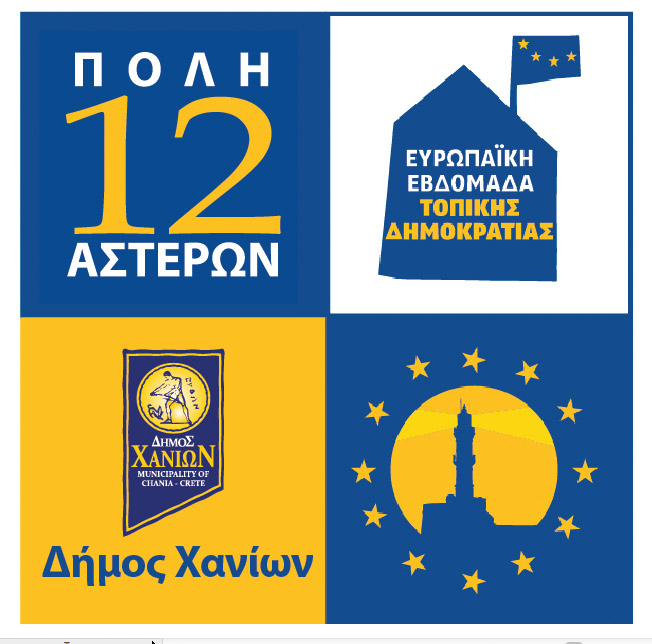 ΠΟΛΗ
12
ΑΣΤΕΡΩΝ
ΕΥΡΩΠΑΪΚΗ
ΕΒΔΟΜΑΔΑ
ΤΟΠΙΚΗΣ
ΔΗΜΟΚΡΑΤΙΑΣ
ΔΗΜΟΣ
ΧΑΝΙΩΝ
MUNICIPALITY OF
CHANIA - CRETE
Δήμος Χανίων